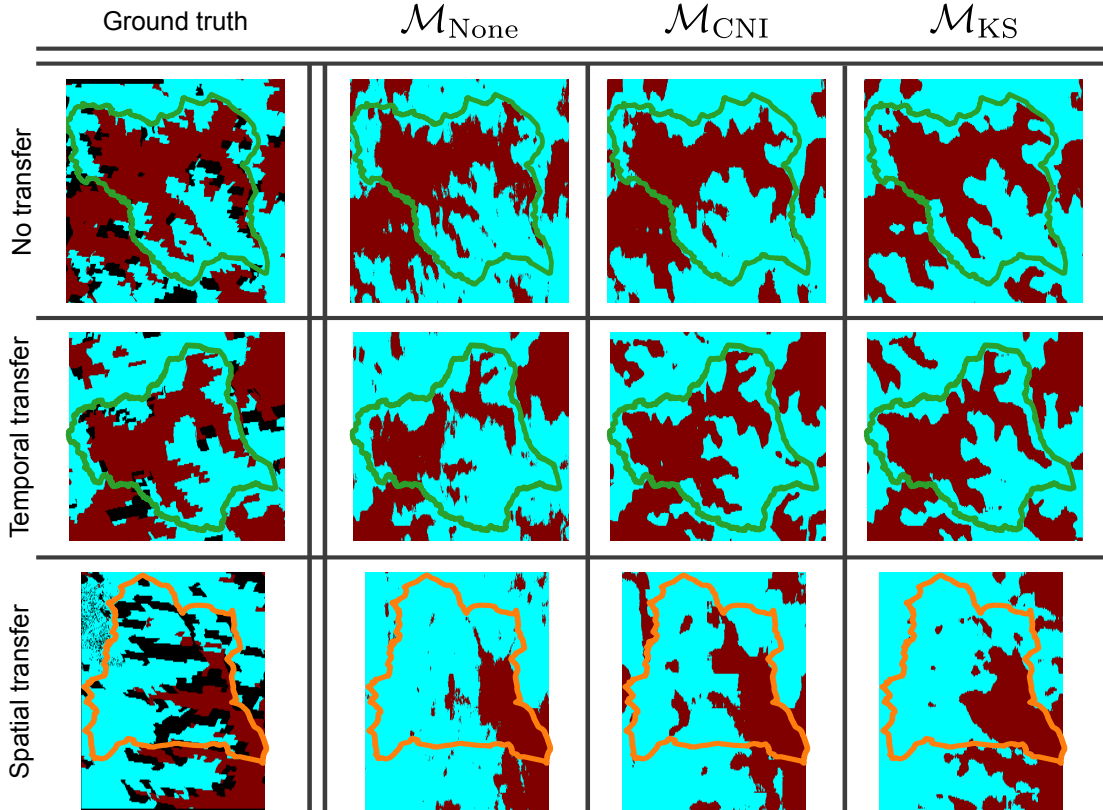 Ground truth
M_None
M_CNI
M_KS
No transfer
Temporal transfer
Spatial transfer